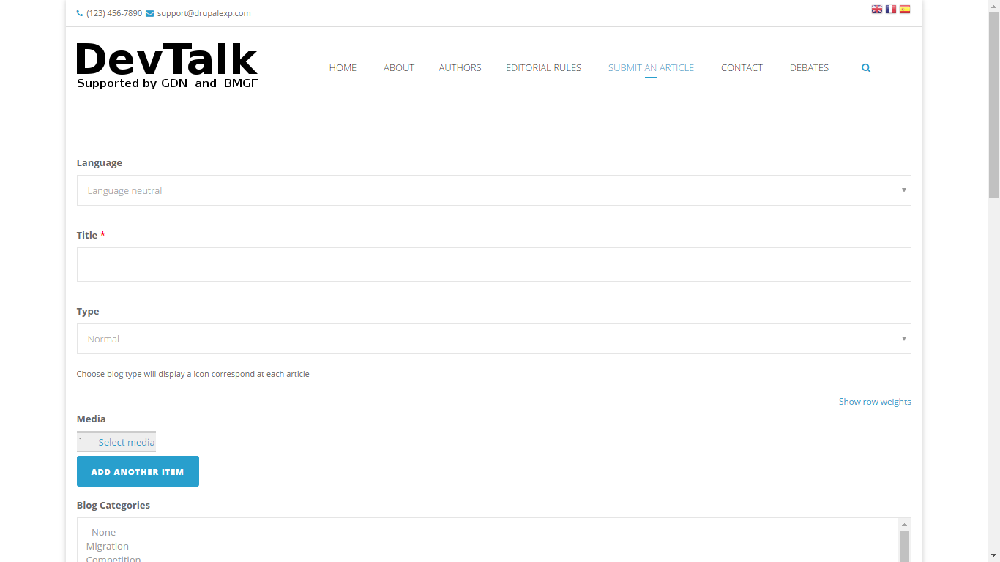 (123) 456-7890 support@drupalexp.com
DevTalk
Supported by GDN and BMGF
HOME ABOUT AUTHORS EDITORIAL RULES SUBMIT AN ARTICLE CONTACT DEBATES
Language
Language neutral
Title *
Type
Normal
Choose blog type will display a icon correspond at each article
Show row weights
Media
Select media
ADD ANOTHER ITEM
Blog Categories
- None -
Migration
Competition